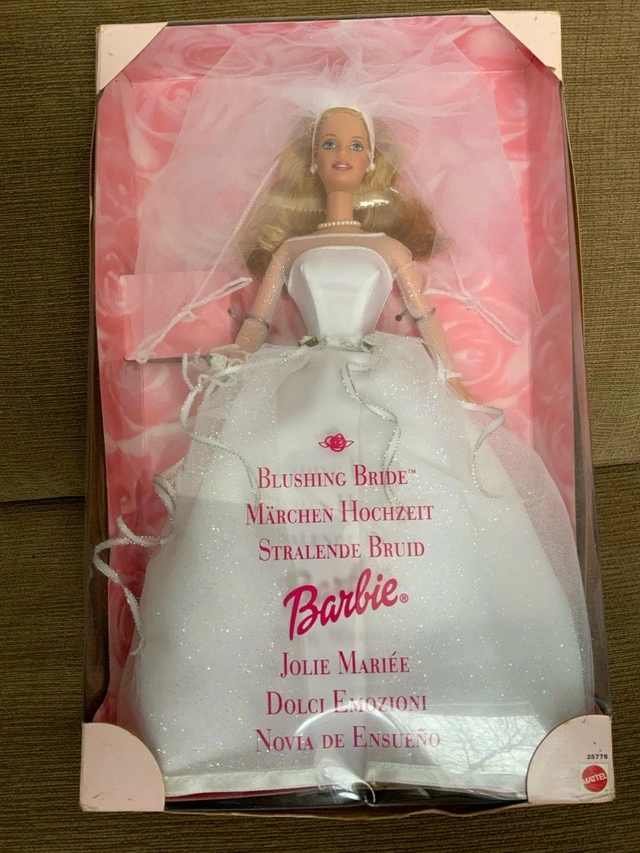 BLUSHING BRIDE™
MÄRCHEN HOCHZEIT
STRALENDE BRUID
Barbie®
JOLIE MARIÉE
DOLCI EMOZIONI
NOVIA DE ENSUEÑO
28776
MATTEL